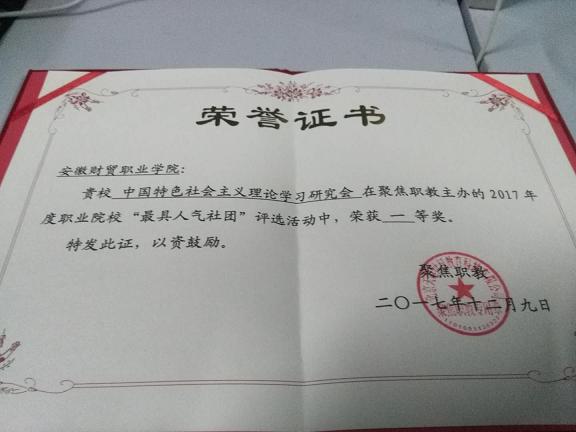 荣誉证书
安徽财贸职业学院：
贵校 中国特色社会主义理论学习研究会 在聚焦职教主办的2017年
度职业院校“最具人气社团”评选活动中，荣获 一 等奖。
特发此证，以资鼓励。
聚焦职教
二〇一七年十二月九日